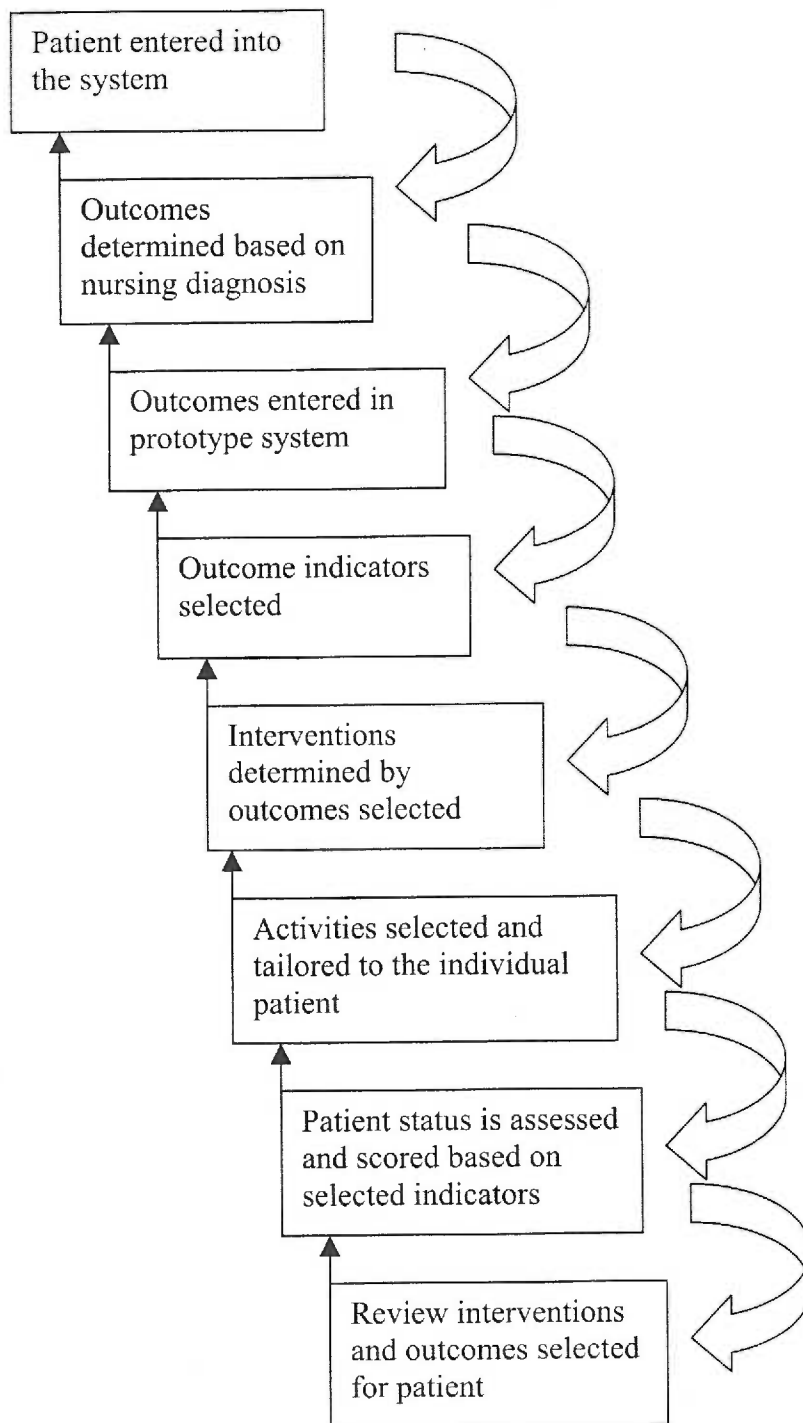 Patient entered into
the system
Outcomes
determined based on
nursing diagnosis
Outcomes entered in
prototype system
Outcome indicators
selected
Interventions
determined by
outcomes selected
Activities selected and
tailored to the individual
patient
Patient status is assessed
and scored based on
selected indicators
Review interventions
and outcomes selected
for patient